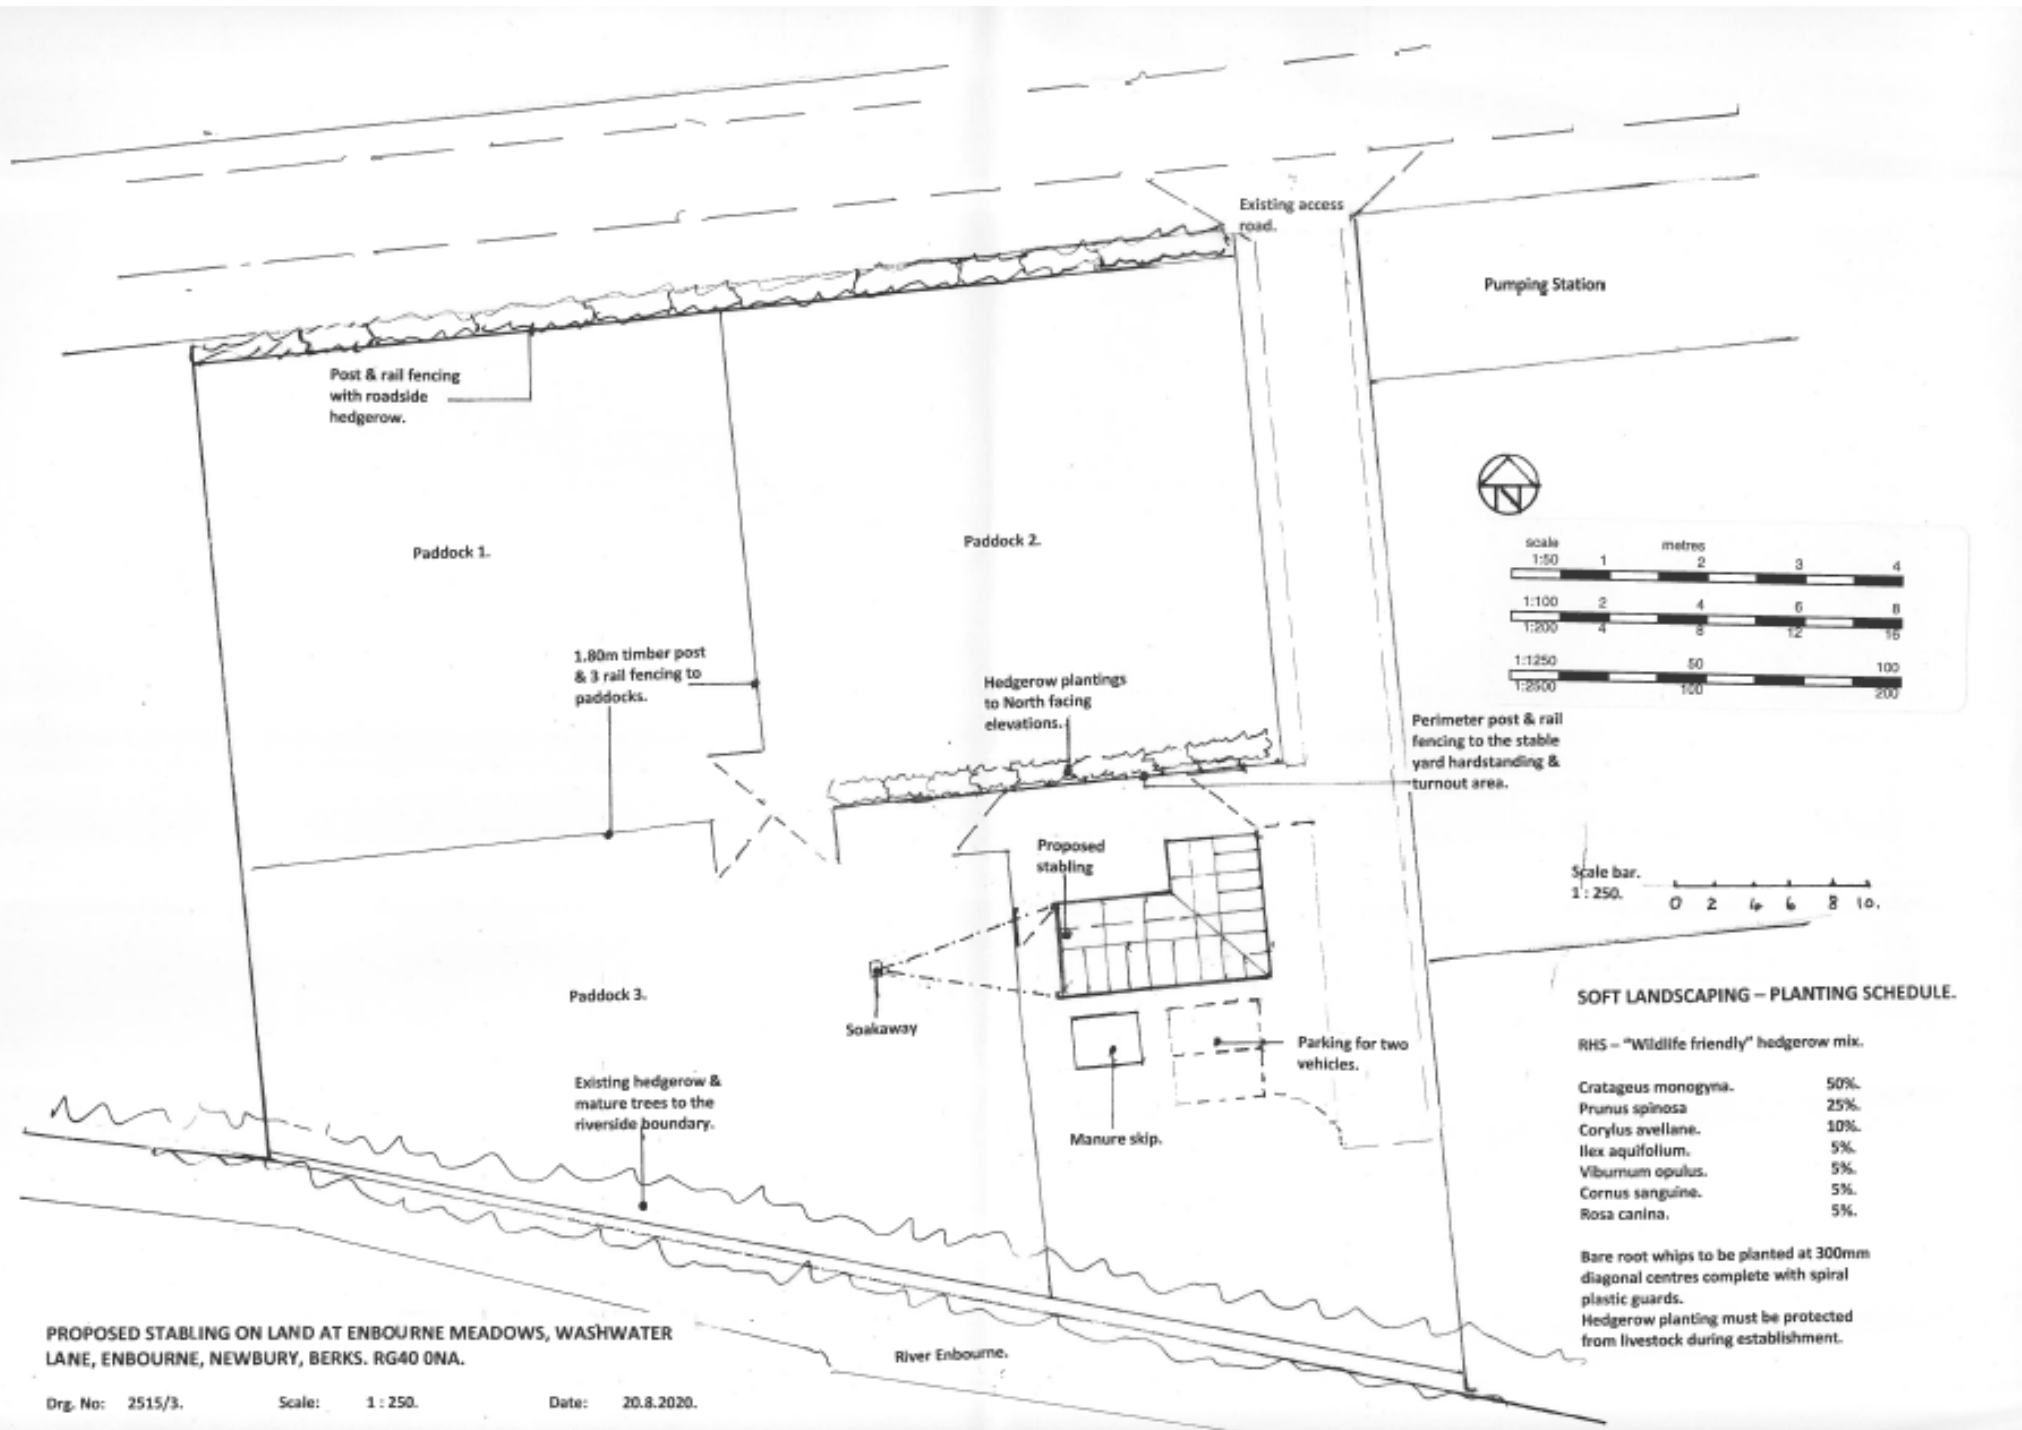 Existing access
road.
Pumping Station
Post & rail fencing
with roadside
hedgerow.
Paddock 1.
Paddock 2.
N
scale
metres
1:50 1 2 3 4
1:100 2 4 6 8
1:200 4 8 12 16
1:1250 50 100
1:2500 100 200
1.80m timber post
& 3 rail fencing to
paddocks.
Hedgerow plantings
to North facing
elevations.
Perimeter post & rail
fencing to the stable
yard hardstanding &
turnout area.
Proposed
stabling
Scale bar.
1 : 250.
0 2 4 6 8 10.
Paddock 3.
Soakaway
Parking for two
vehicles.
Existing hedgerow &
mature trees to the
riverside boundary.
Manure skip.
SOFT LANDSCAPING – PLANTING SCHEDULE.
RHS – "Wildlife friendly" hedgerow mix.
Cratageus monogyna. 50%.
Prunus spinosa 25%.
Corylus avellane. 10%.
Ilex aquifolium. 5%.
Viburnum opulus. 5%.
Cornus sanguine. 5%.
Rosa canina. 5%.
Bare root whips to be planted at 300mm
diagonal centres complete with spiral
plastic guards.
Hedgerow planting must be protected
from livestock during establishment.
River Enbourne.
PROPOSED STABLING ON LAND AT ENBOURNE MEADOWS, WASHWATER
LANE, ENBOURNE, NEWBURY, BERKS. RG40 0NA.
Drg. No: 2515/3. Scale: 1 : 250. Date: 20.8.2020.